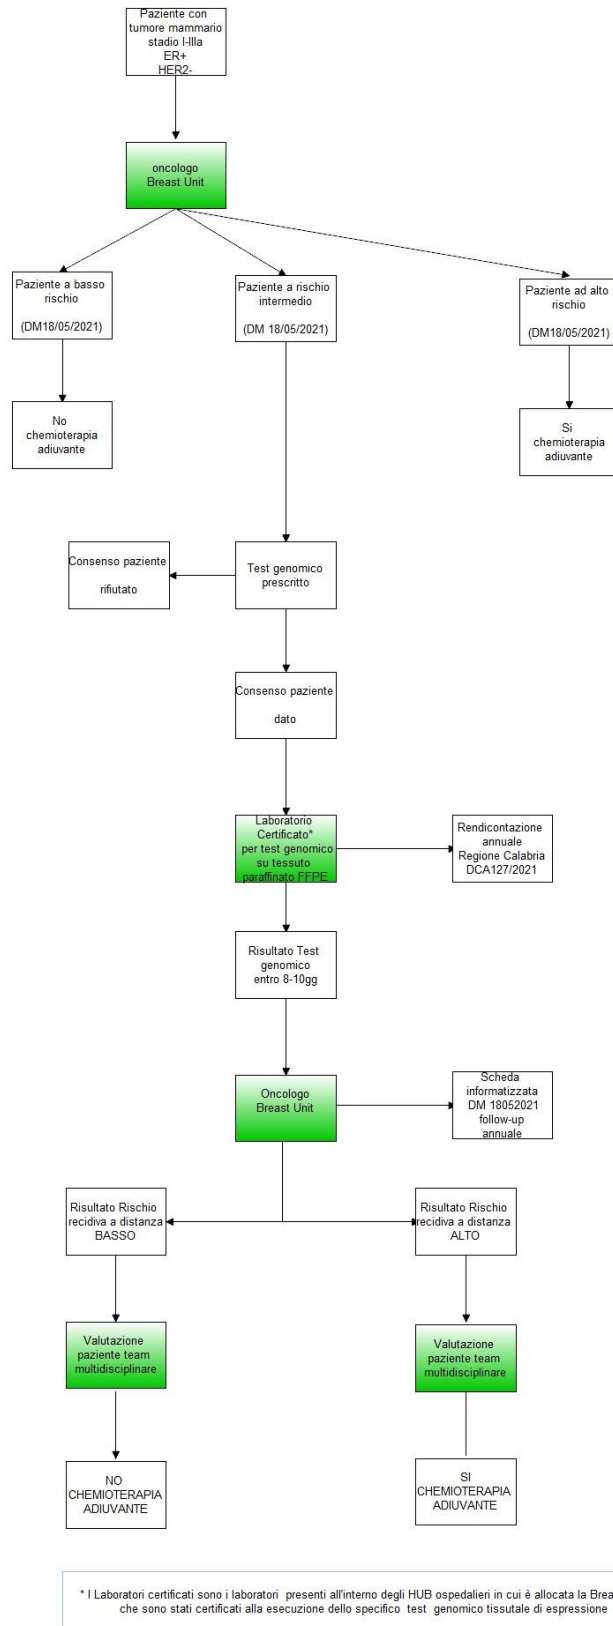 Paziente con
tumore mammario
stadio I-IIIa
ER+
HER2-
oncologo
Breast Unit
Paziente a basso
rischio
(DM18/05/2021)
Paziente a rischio
intermedio
(DM 18/05/2021)
Paziente ad alto
rischio
(DM18/05/2021)
No
chemioterapia
adiuvante
Si
chemioterapia
adiuvante
Consenso paziente
rifiutato
Test genomico
prescritto
Consenso paziente
dato
Laboratorio
Certificato*
per test genomico
su tessuto
paraffinato FFPE
Rendicontazione
annuale
Regione Calabria
DCA127/2021
Risultato Test
genomico
entro 8-10gg
Oncologo
Breast Unit
Scheda
informatizzata
DM 18052021
follow-up
annuale
Risultato Rischio
recidiva a distanza
BASSO
Risultato Rischio
recidiva a distanza
ALTO
Valutazione
paziente team
multidisciplinare
Valutazione
paziente team
multidisciplinare
NO
CHEMIOTERAPIA
ADIUVANTE
SI
CHEMIOTERAPIA
ADIUVANTE
* I Laboratori certificati sono i laboratori presenti all'interno degli HUB ospedalieri in cui è allocata la Brea
che sono stati certificati alla esecuzione dello specifico test genomico tissutale di espressione